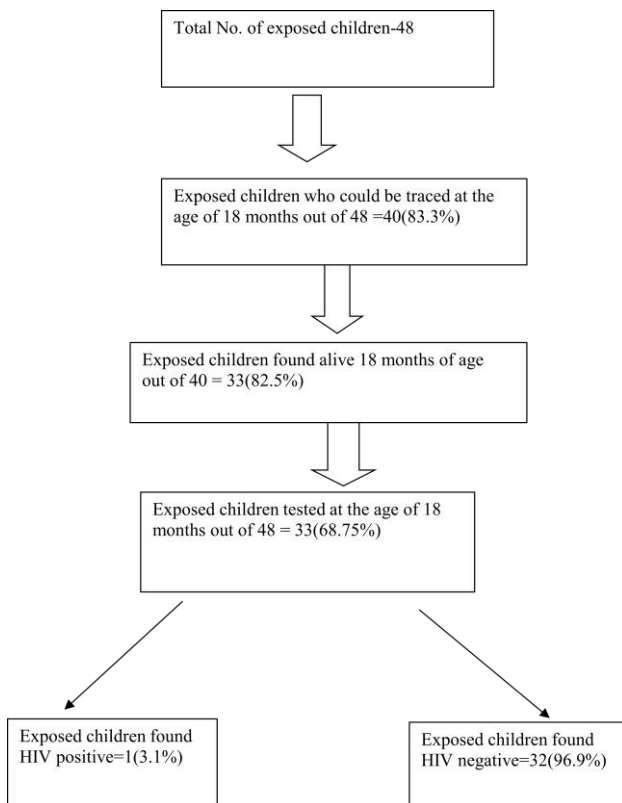 Total No. of exposed children-48
Exposed children who could be traced at the
age of 18 months out of 48 =40(83.3%)
Exposed children found alive 18 months of age
out of 40 = 33(82.5%)
Exposed children tested at the age of 18
months out of 48 = 33(68.75%)
Exposed children found
HIV positive=1(3.1%)
Exposed children found
HIV negative=32(96.9%)